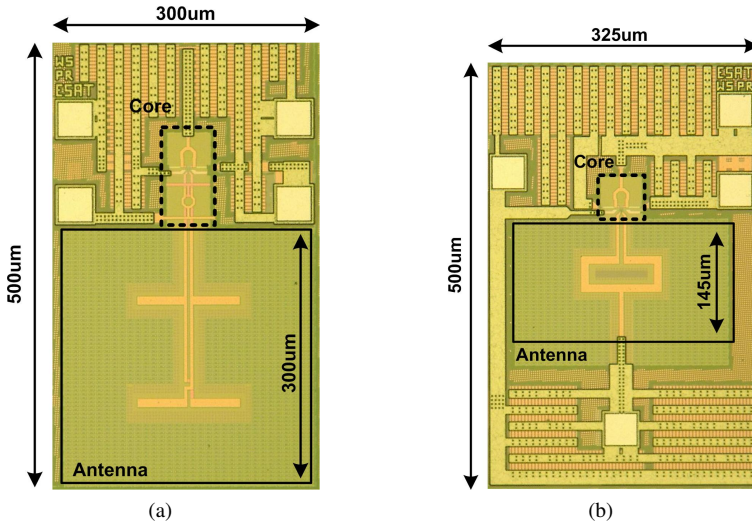 300um
WS
PR
ESAT
Core
500um
300um
Antenna
(a)
325um
ESAT
WS PR
Core
500um
145um
Antenna
(b)